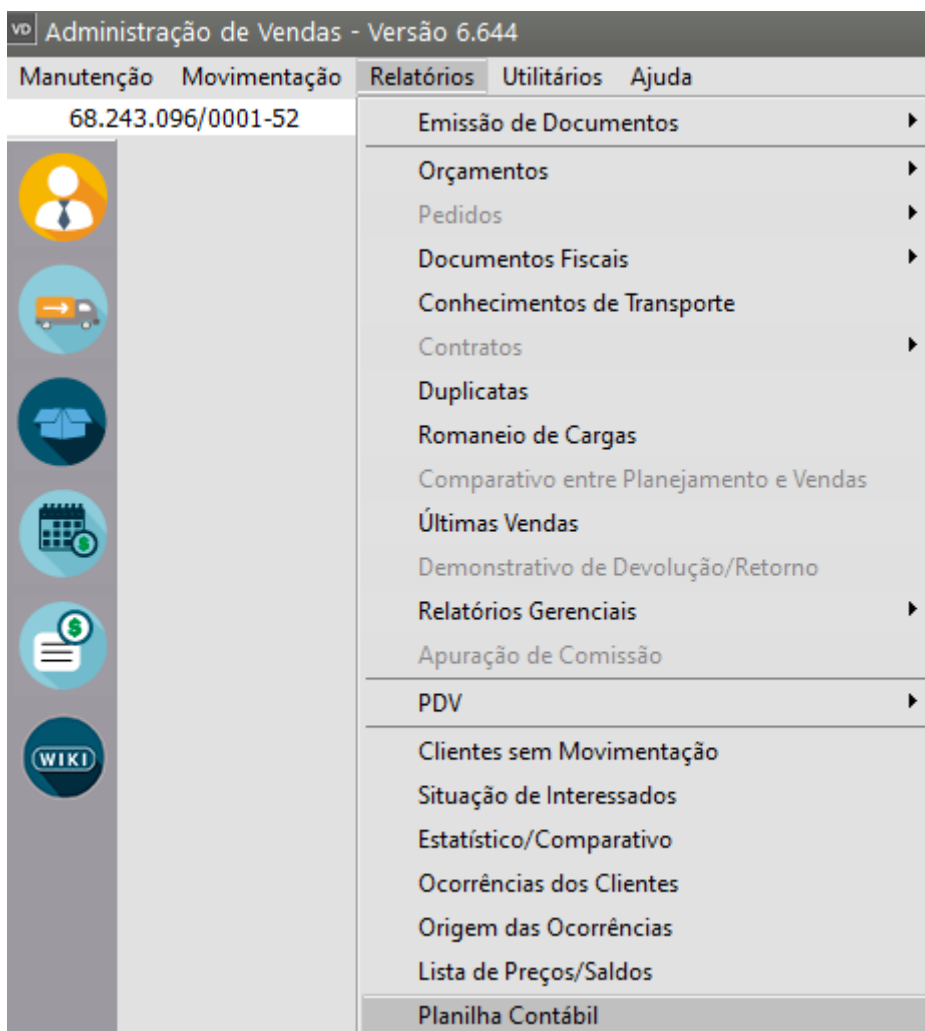 VD Administração de Vendas - Versão 6.644
Manutenção Movimentação Relatórios Utilitários Ajuda
68.243.096/0001-52
Emissão de Documentos
Orçamentos
Pedidos
Documentos Fiscais
Conhecimentos de Transporte
Contratos
Duplicatas
Romaneio de Cargas
Comparativo entre Planejamento e Vendas
Últimas Vendas
Demonstrativo de Devolução/Retorno
Relatórios Gerenciais
Apuração de Comissão
PDV
WIKI
Clientes sem Movimentação
Situação de Interessados
Estatístico/Comparativo
Ocorrências dos Clientes
Origem das Ocorrências
Lista de Preços/Saldos
Planilha Contábil